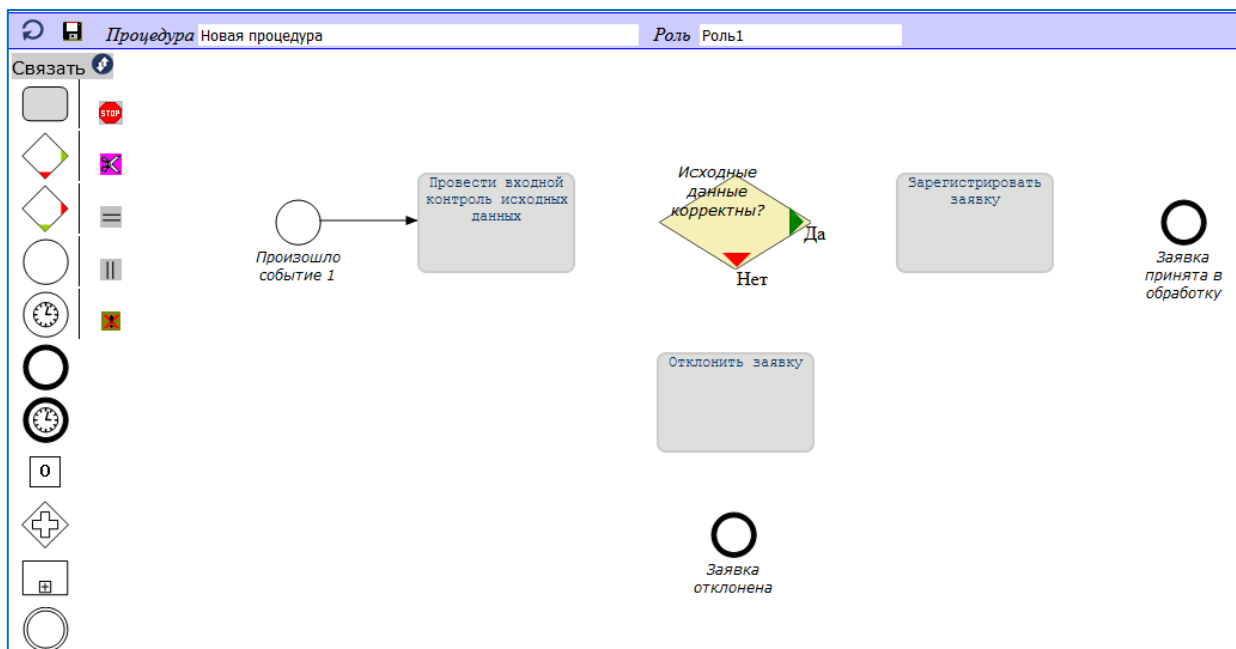 Процедура Новая процедура Роль Роль1
Связать
STOP
Провести входной
контроль исходных
данных
Исходные
данные
корректны?
Да
Нет
Зарегистрировать
заявку
Произошло
событие 1
Заявка
принята в
обработку
Отклонить заявку
0
Заявка
отклонена